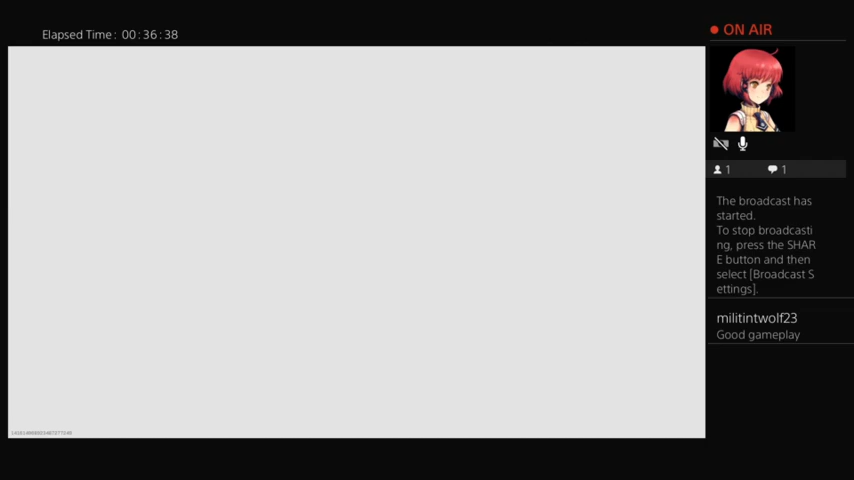 Elapsed Time: 00:36:38
ON AIR
1 1
The broadcast has
started.
To stop broadcasti
ng, press the SHAR
E button and then
select [Broadcast S
ettings].
militintwolf23
Good gameplay